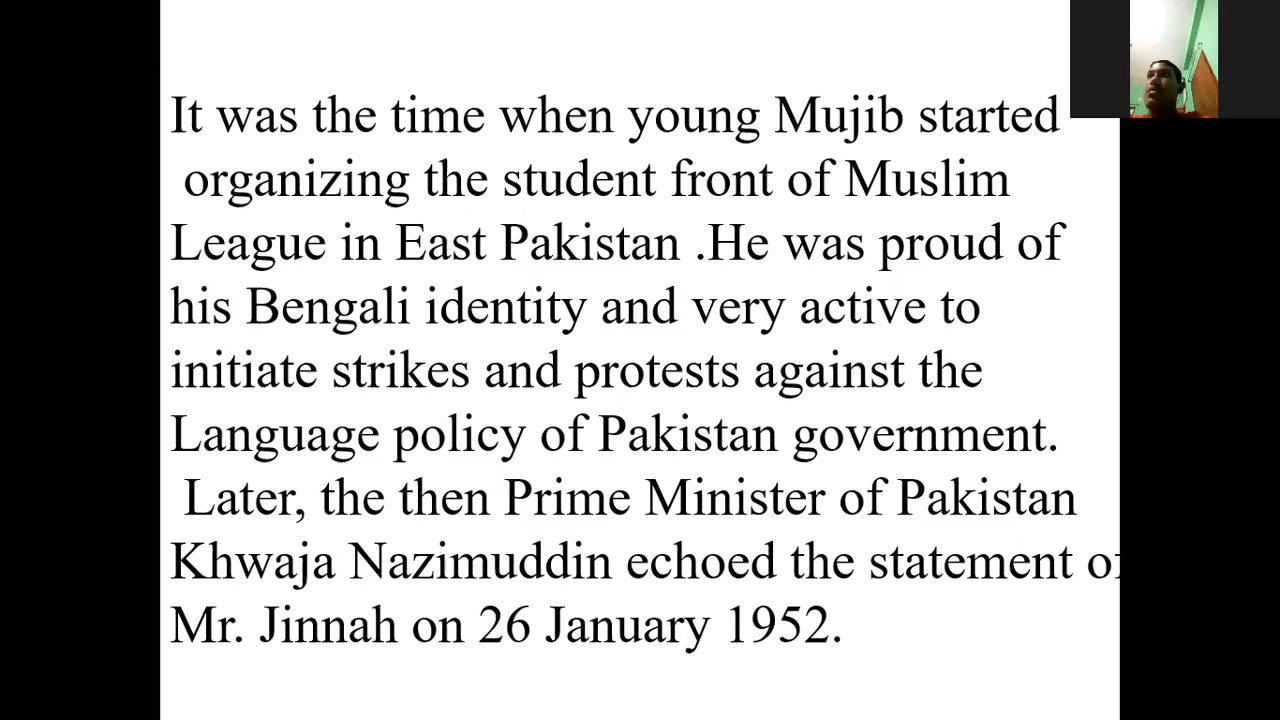 It was the time when young Mujib started
organizing the student front of Muslim
League in East Pakistan .He was proud of
his Bengali identity and very active to
initiate strikes and protests against the
Language policy of Pakistan government.
Later, the then Prime Minister of Pakistan
Khwaja Nazimuddin echoed the statement of
Mr. Jinnah on 26 January 1952.